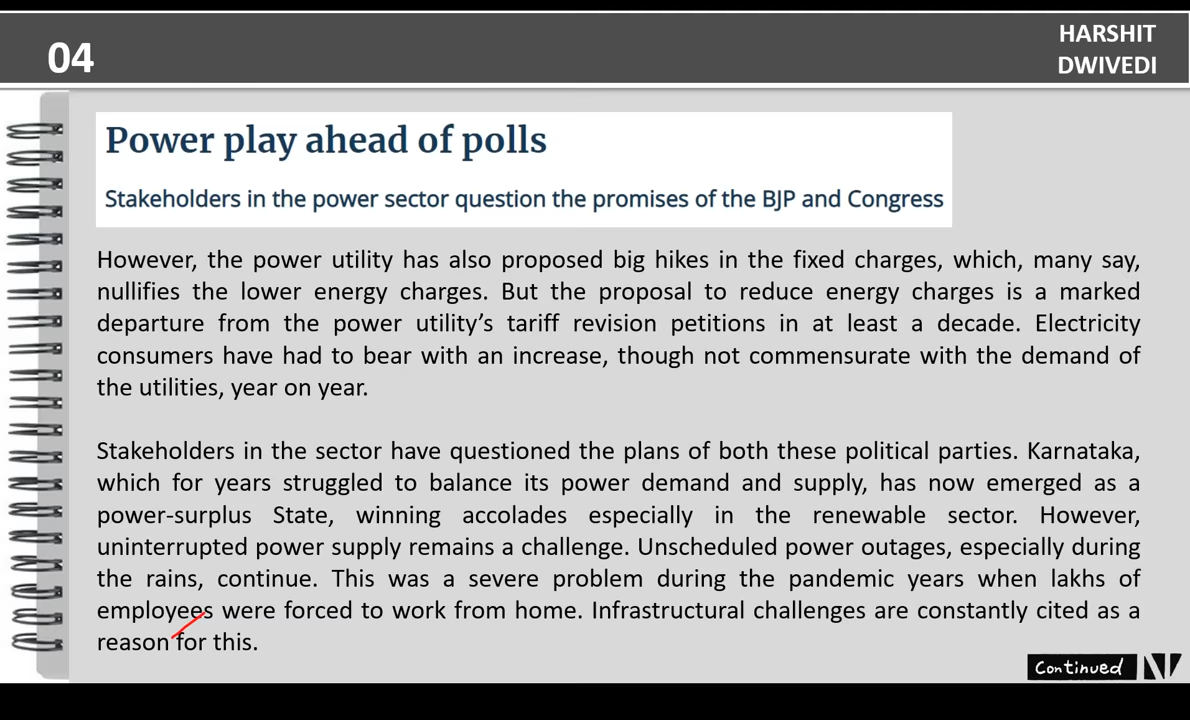 04
HARSHIT
DWIVEDI
Power play ahead of polls
Stakeholders in the power sector question the promises of the BJP and Congress
However, the power utility has also proposed big hikes in the fixed charges, which, many say,
nullifies the lower energy charges. But the proposal to reduce energy charges is a marked
departure from the power utility’s tariff revision petitions in at least a decade. Electricity
consumers have had to bear with an increase, though not commensurate with the demand of
the utilities, year on year.
Stakeholders in the sector have questioned the plans of both these political parties. Karnataka,
which for years struggled to balance its power demand and supply, has now emerged as a
power-surplus State, winning accolades especially in the renewable sector. However,
uninterrupted power supply remains a challenge. Unscheduled power outages, especially during
the rains, continue. This was a severe problem during the pandemic years when lakhs of
employees were forced to work from home. Infrastructural challenges are constantly cited as a
reason for this.
Continued